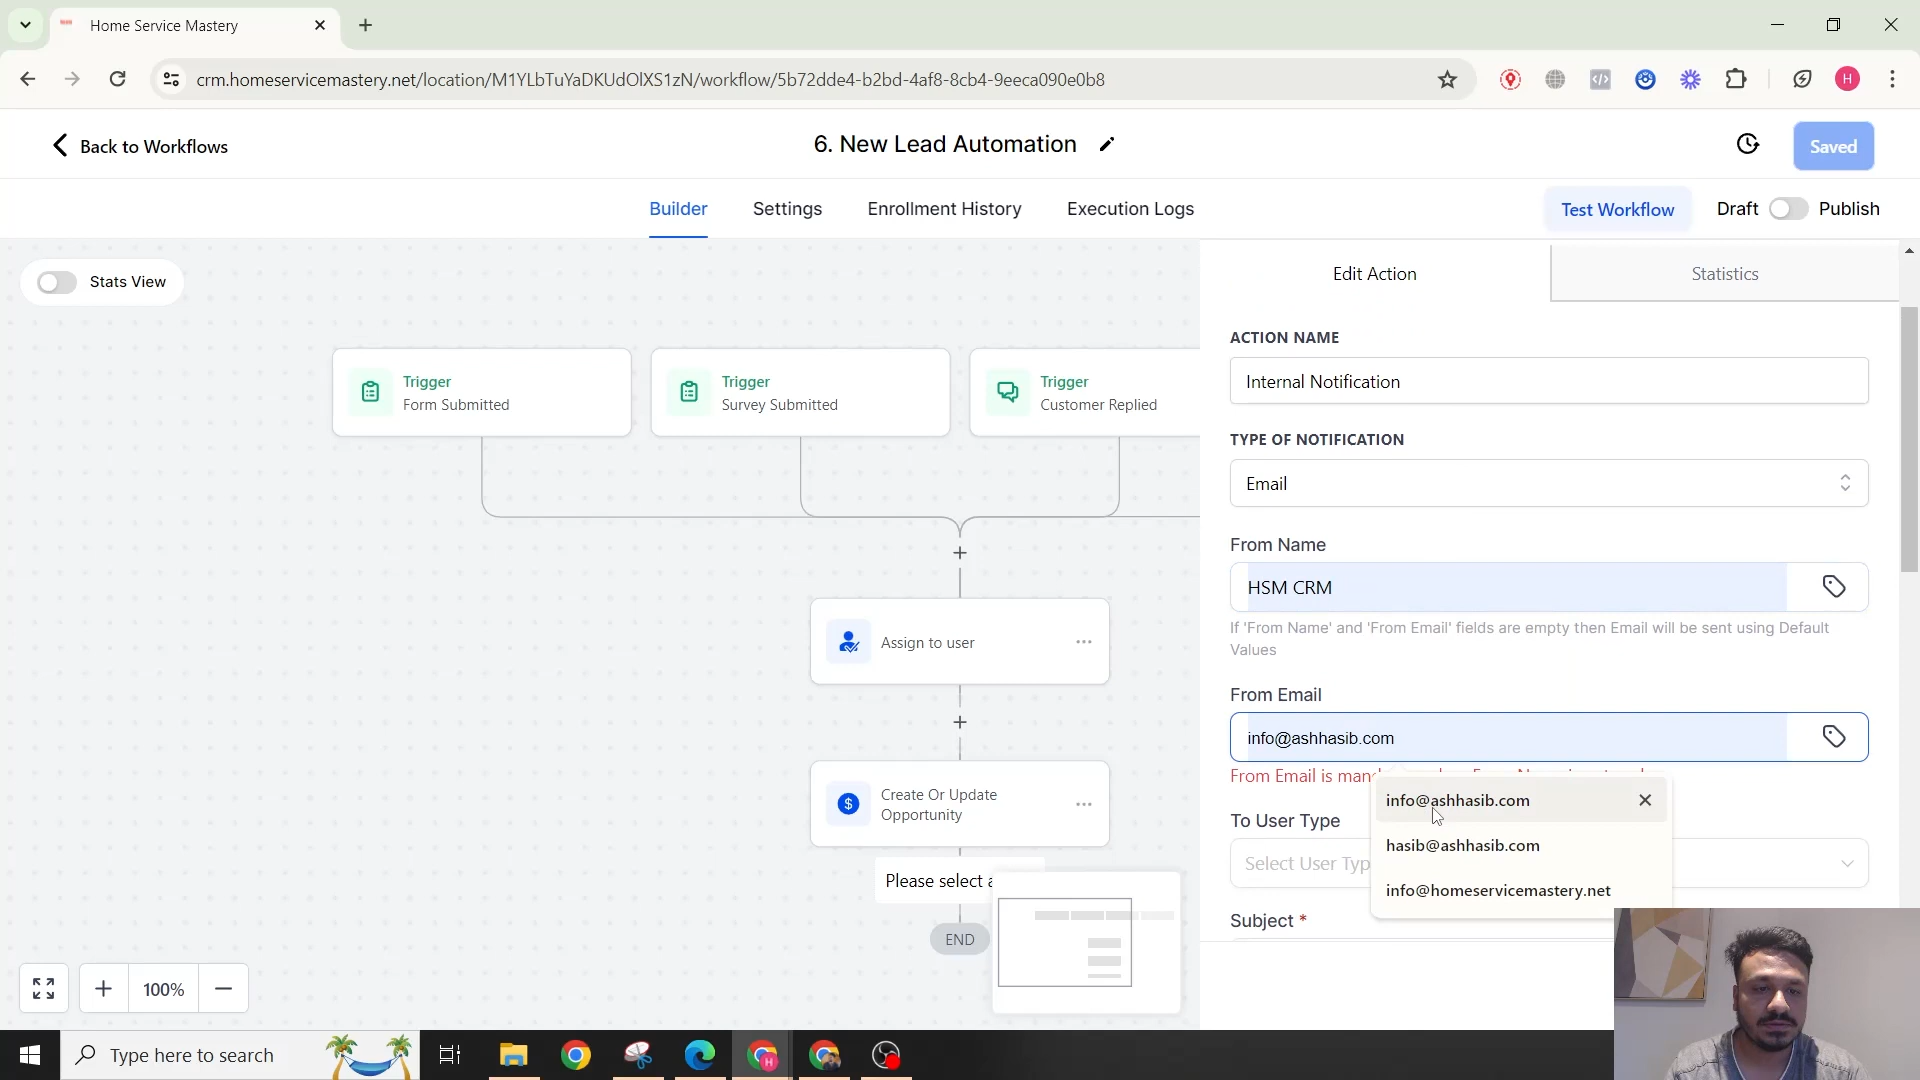 Home Service Mastery
crm.homeservicemastery.net/location/M1YLbTuYaDKUdOlXS1zN/workflow/5b72dde4-b2bd-4af8-8cb4-9eeca090e0b8
H
Back to Workflows
6. New Lead Automation
Saved
Builder
Settings
Enrollment History
Execution Logs
Test Workflow
Draft
Publish
Stats View
Trigger
Form Submitted
Trigger
Survey Submitted
Trigger
Customer Replied
Assign to user
Create Or Update
Opportunity
Please select a
END
100%
Edit Action
Statistics
ACTION NAME
Internal Notification
TYPE OF NOTIFICATION
Email
From Name
HSM CRM
If 'From Name' and 'From Email' fields are empty then Email will be sent using Default
Values
From Email
info@ashhasib.com
From Email is
info@ashhasib.com
hasib@ashhasib.com
info@homeservicemastery.net
To User Type
Select User
Subject *
Type here to search